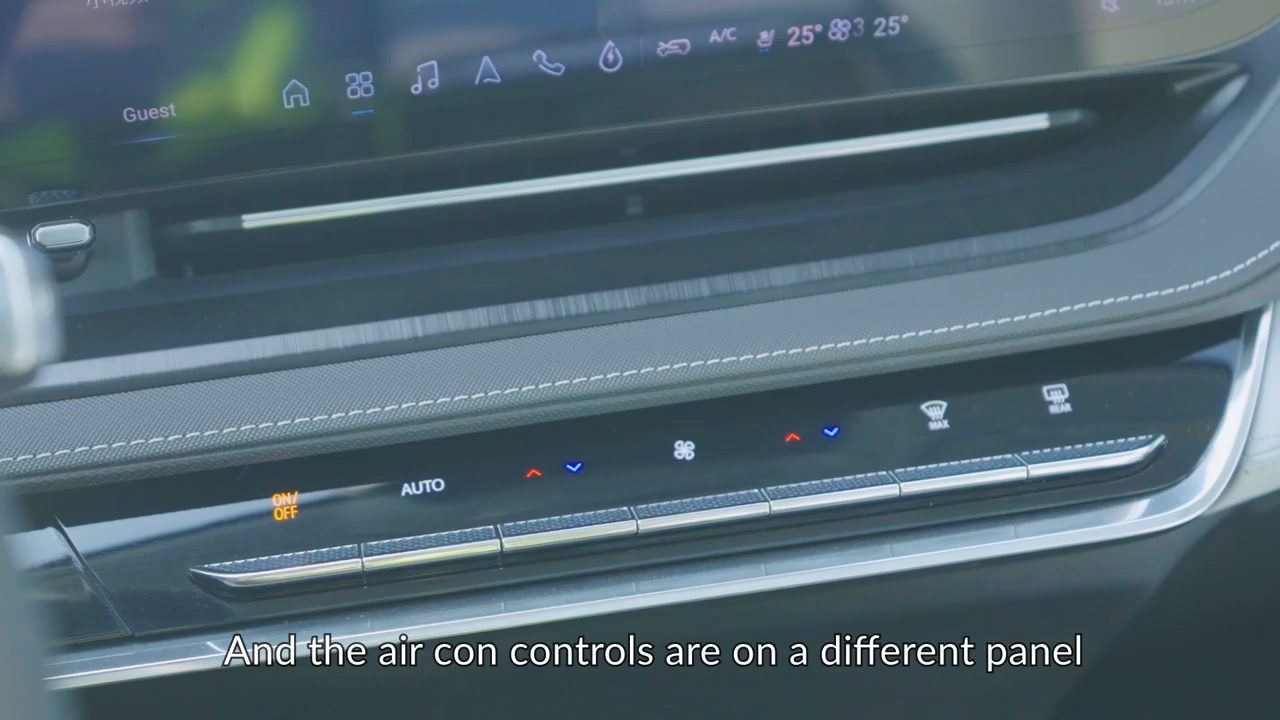 A/C
25° 3 25°
Guest
ON/
OFF
AUTO
MAX
REAR
And the air con controls are on a different panel